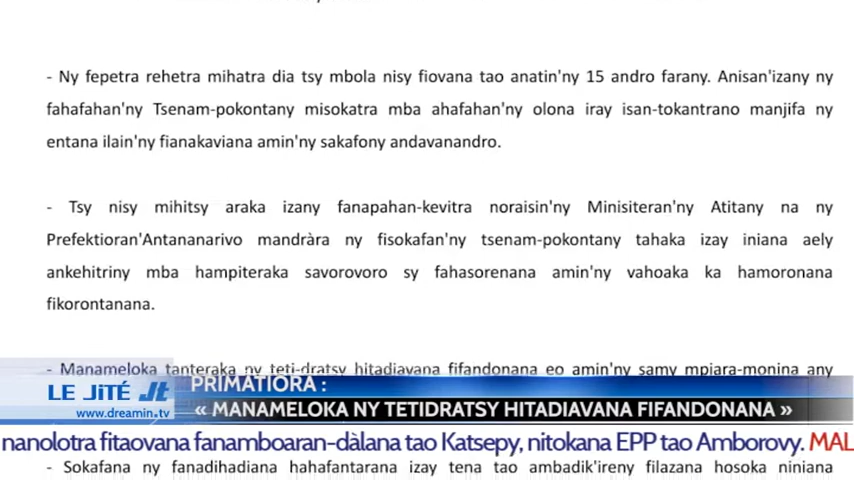 - Ny fepetra rehetra mihatra dia tsy mbola nisy fiovana tao anatin'ny 15 andro farany. Anisan'izany ny
fahafahan'ny Tsenam-pokontany misokatra mba ahafahan'ny olona iray isan-tokantrano manjifa ny
entana ilain'ny fianakaviana amin'ny sakafony andavanandro.
- Tsy nisy mihitsy araka izany fanapahan-kevitra noraisin'ny Minisiteran'ny Atitany na ny
Prefektioran'Antananarivo mandràra ny fisokafan'ny tsenam-pokontany tahaka izay iniana aely
ankehitriny mba hampiteraka savorovoro sy fahasorenana amin'ny vahoaka ka hamoronana
fikorontanana.
- Manameloka tanteraka ny teti-dratsy hitadiavana fifandonana eo amin'ny samy mpiara-monina any
LE JiTÉ Jt
www.dreamin.tv
PRIMATIORA :
« MANAMELOKA NY TETIDRATSY HITADIAVANA FIFANDONANA »
nanolotra fitaovana fanamboaran-dàlana tao Katsepy, nitokana EPP tao Amborovy. MAL
- Sokafana ny fanadihadiana hahafantarana izay tena tao ambadik'ireny filazana hosoka niniana